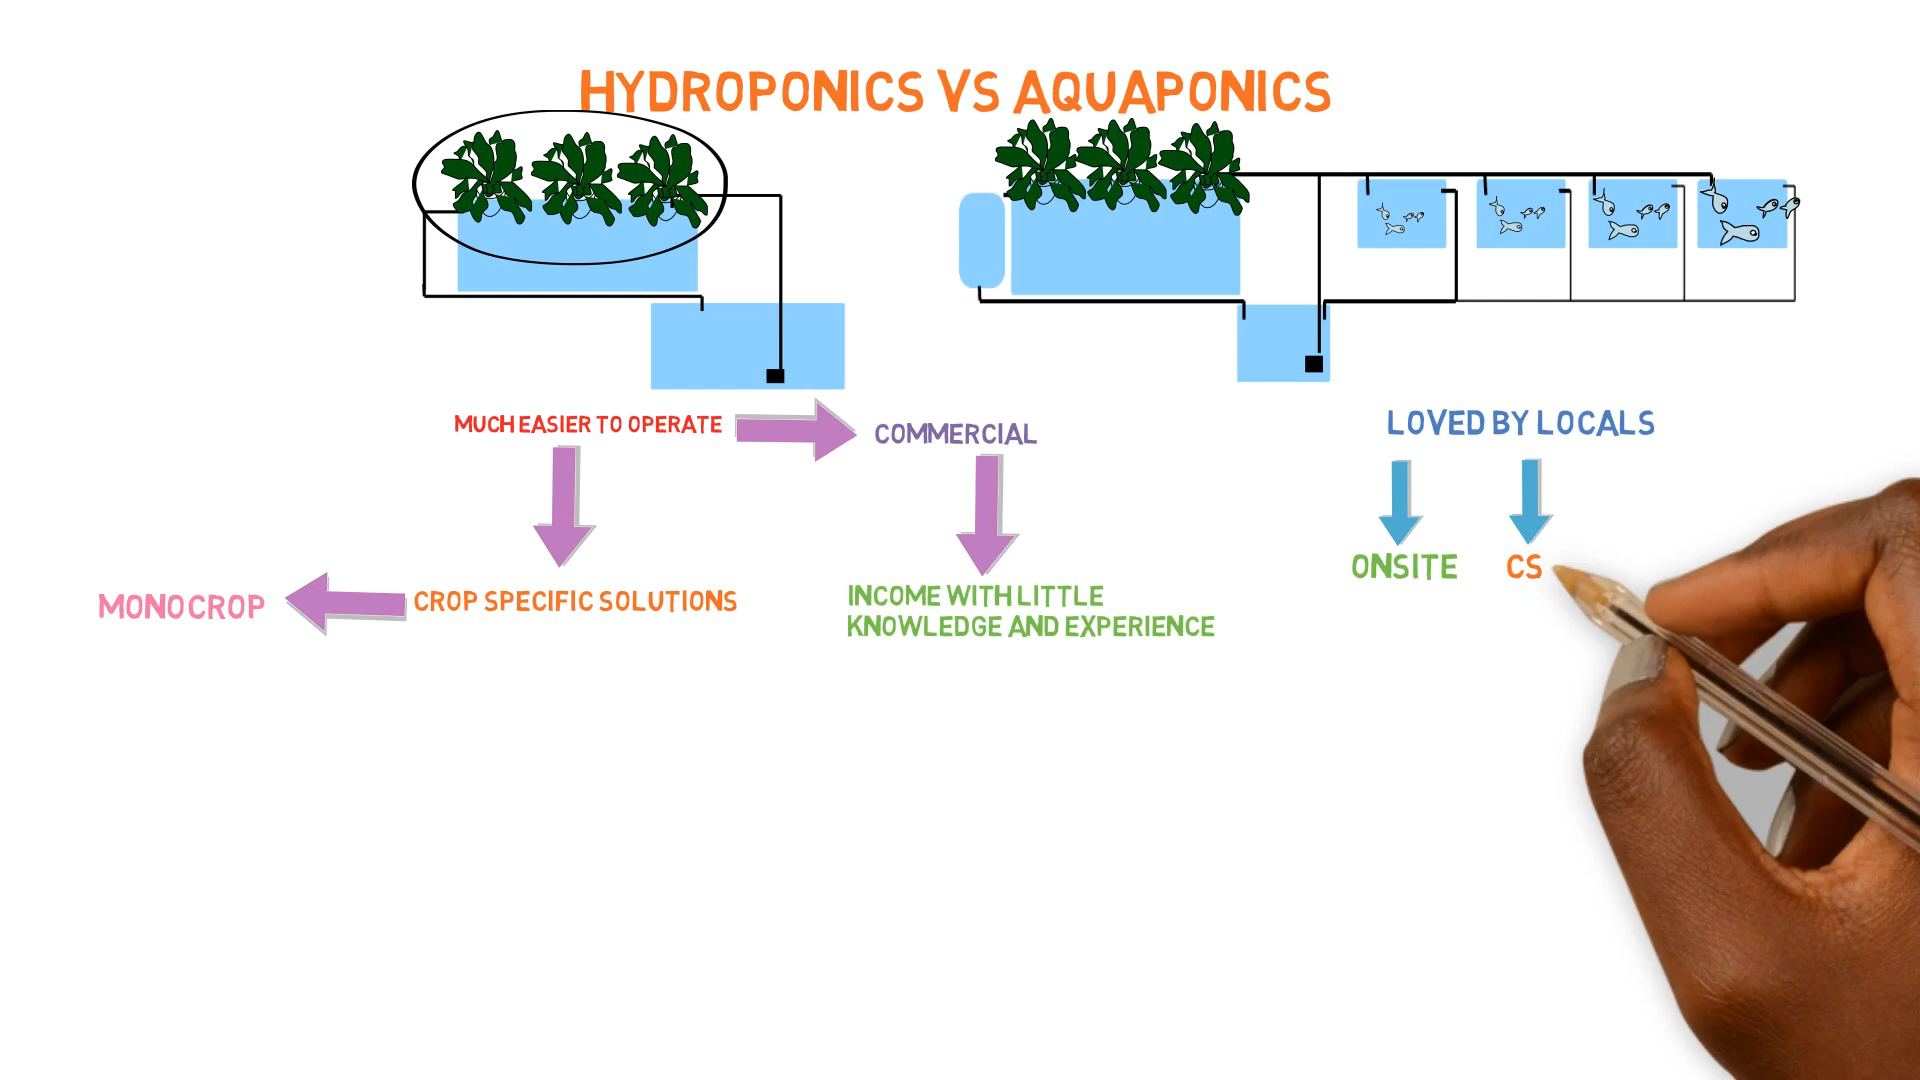 HYDROPONICS VS AQUAPONICS
MUCH EASIER TO OPERATE
COMMERCIAL
LOVED BY LOCALS
ONSITE
CS
MONOCROP
CROP SPECIFIC SOLUTIONS
INCOME WITH LITTLE
KNOWLEDGE AND EXPERIENCE